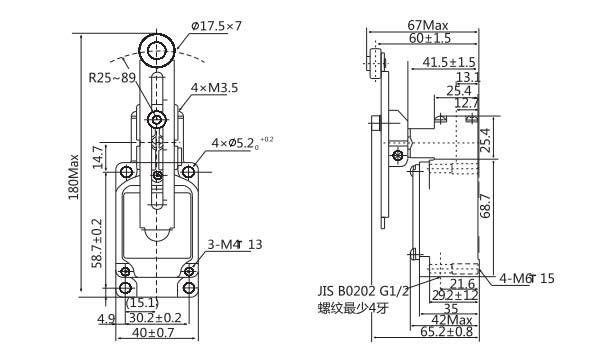 ø17.5×7
R25~89
4×M3.5
4×ø5.2 +0.2 0
14.7
180Max
58.7±0.2
3-M4 13
(15.1)
4.9
30.2±0.2
40±0.7
67Max
60±1.5
41.5±1.5
13.1
25.4
12.7
25.4
68.7
4-M6 15
JIS B0202 G1/2
螺纹最少4牙
21.6
292±12
35
42Max
65.2±0.8